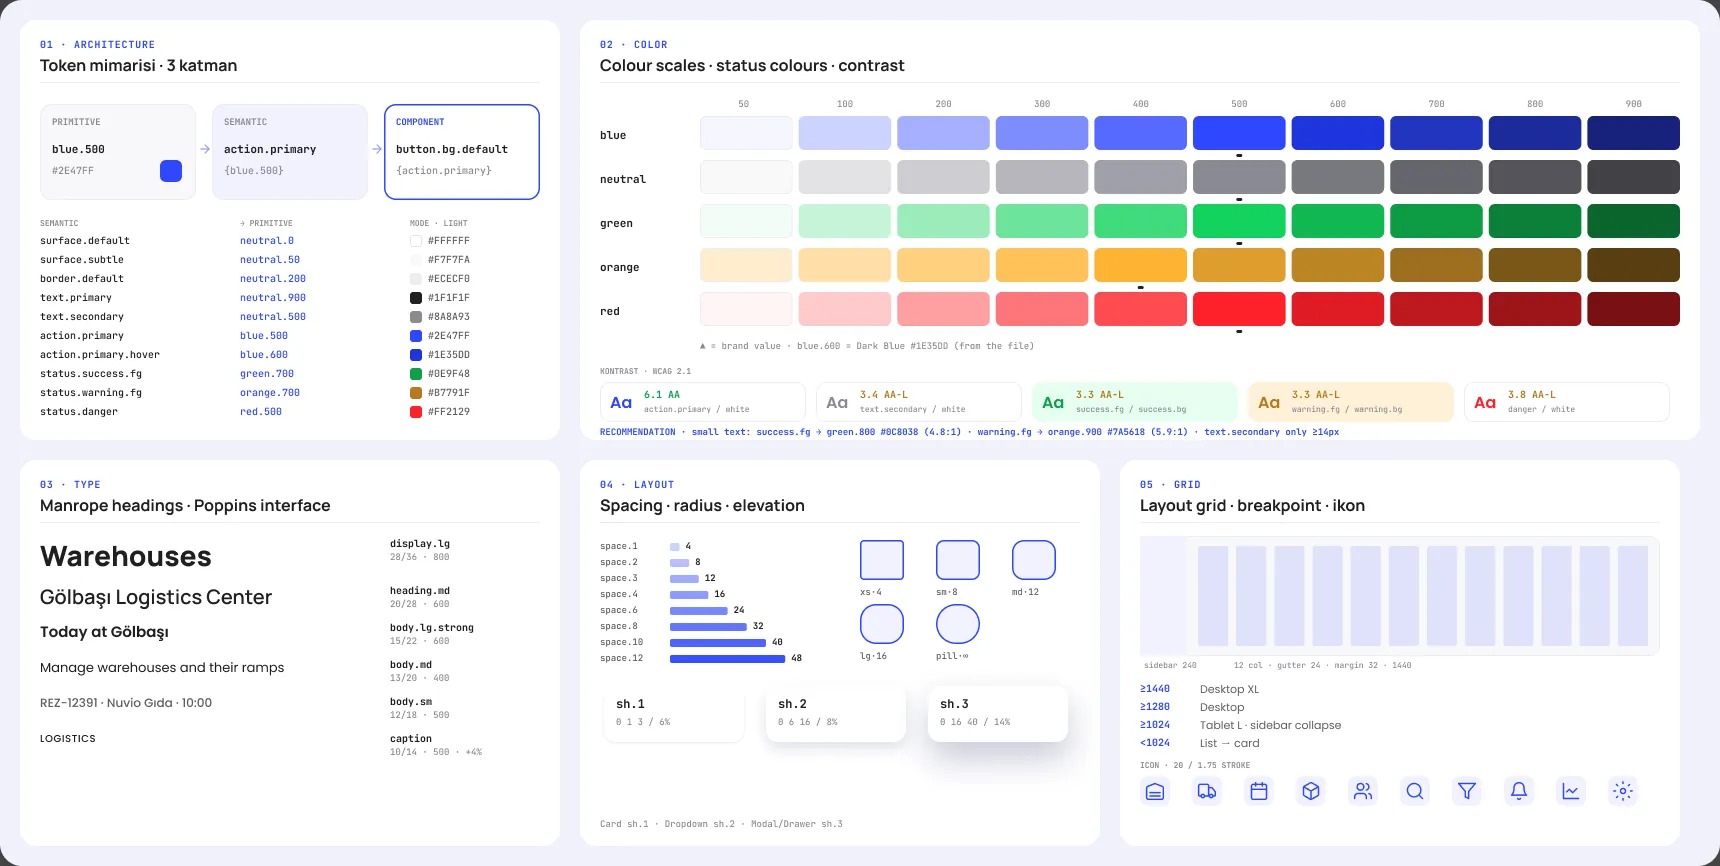 01 · ARCHITECTURE
Token mimarisi · 3 katman
PRIMITIVE
blue.500
#2E47FF
→
SEMANTIC
action.primary
{blue.500}
→
COMPONENT
button.bg.default
{action.primary}
SEMANTIC → PRIMITIVE MODE · LIGHT
surface.default neutral.0 #FFFFFF
surface.subtle neutral.50 #F7F7FA
border.default neutral.200 #ECECF0
text.primary neutral.900 #1F1F1F
text.secondary neutral.500 #8A8A93
action.primary blue.500 #2E47FF
action.primary.hover blue.600 #1E35DD
status.success.fg green.700 #0E9F48
status.warning.fg orange.700 #B7791F
status.danger red.500 #FF2129
02 · COLOR
Colour scales · status colours · contrast
50 100 200 300 400 500 600 700 800 900
blue
neutral
green
orange
red
▲ = brand value · blue.600 = Dark Blue #1E35DD (from the file)
KONTRAST · WCAG 2.1
Aa 6.1 AA
action.primary / white
Aa 3.4 AA-L
text.secondary / white
Aa 3.3 AA-L
success.fg / success.bg
Aa 3.3 AA-L
warning.fg / warning.bg
Aa 3.8 AA-L
danger / white
RECOMMENDATION · small text: success.fg → green.800 #0C8038 (4.8:1) · warning.fg → orange.900 #7A5618 (5.9:1) · text.secondary only ≥14px
03 · TYPE
Manrope headings · Poppins interface
Warehouses
display.lg
28/36 · 800
Gölbaşı Logistics Center
heading.md
20/28 · 600
Today at Gölbaşı
body.lg.strong
15/22 · 600
Manage warehouses and their ramps
body.md
13/20 · 400
REZ-12391 · Nuvio Gıda · 10:00
body.sm
12/18 · 500
LOGISTICS
caption
10/14 · 500 · +4%
04 · LAYOUT
Spacing · radius · elevation
space.1 4
space.2 8
space.3 12
space.4 16
space.6 24
space.8 32
space.10 40
space.12 48
xs·4 sm·8 md·12
lg·16 pill·∞
sh.1
0 1 3 / 6%
sh.2
0 6 16 / 8%
sh.3
0 16 40 / 14%
Card sh.1 · Dropdown sh.2 · Modal/Drawer sh.3
05 · GRID
Layout grid · breakpoint · ikon
sidebar 240 12 col · gutter 24 · margin 32 · 1440
≥1440 Desktop XL
≥1280 Desktop
≥1024 Tablet L · sidebar collapse
<1024 List → card
ICON · 20 / 1.75 STROKE